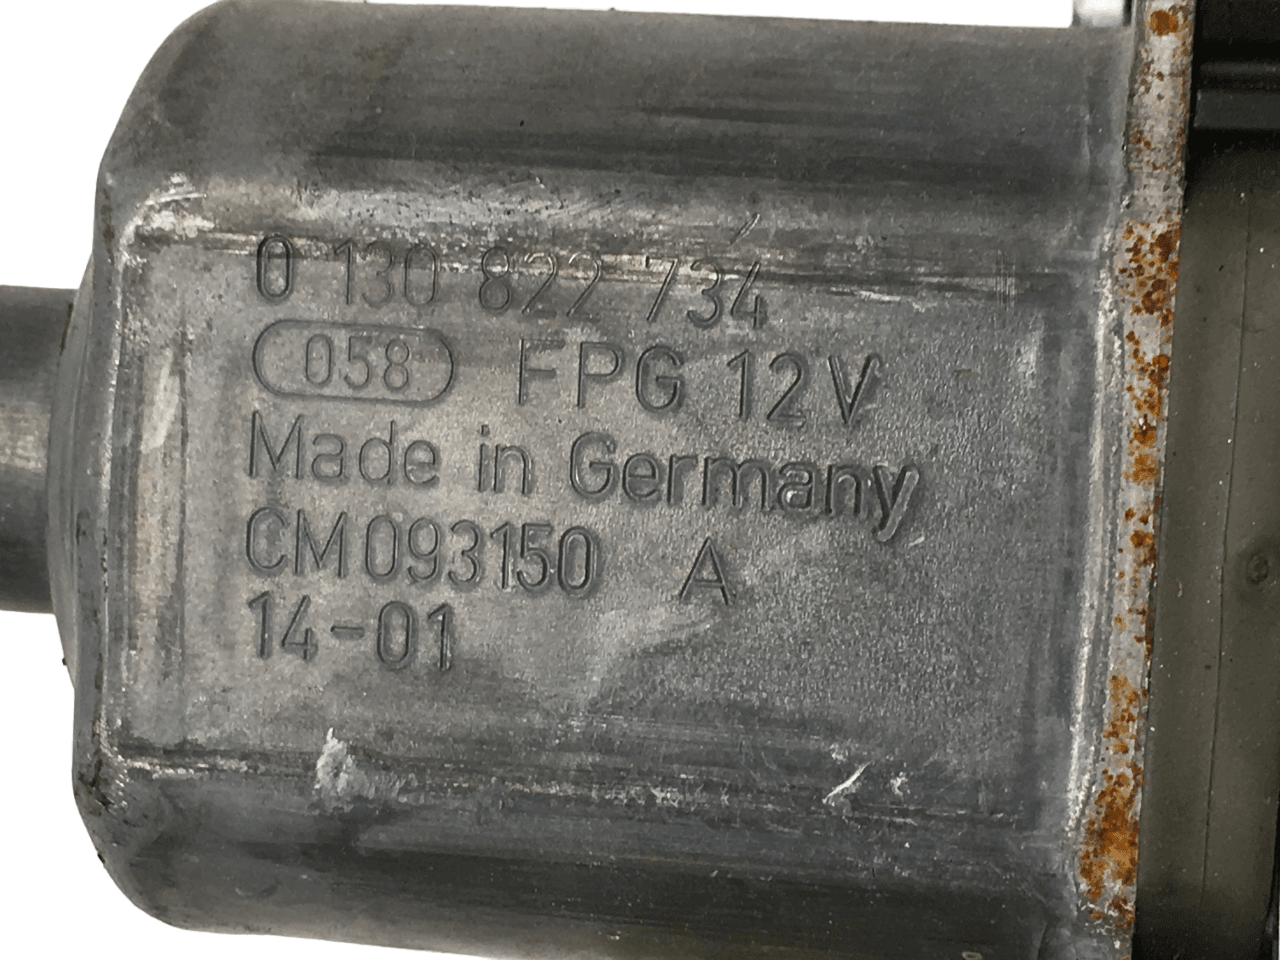 0 130 822 734
058 FPG 12V
Made in Germany
CM093150 A
14-01